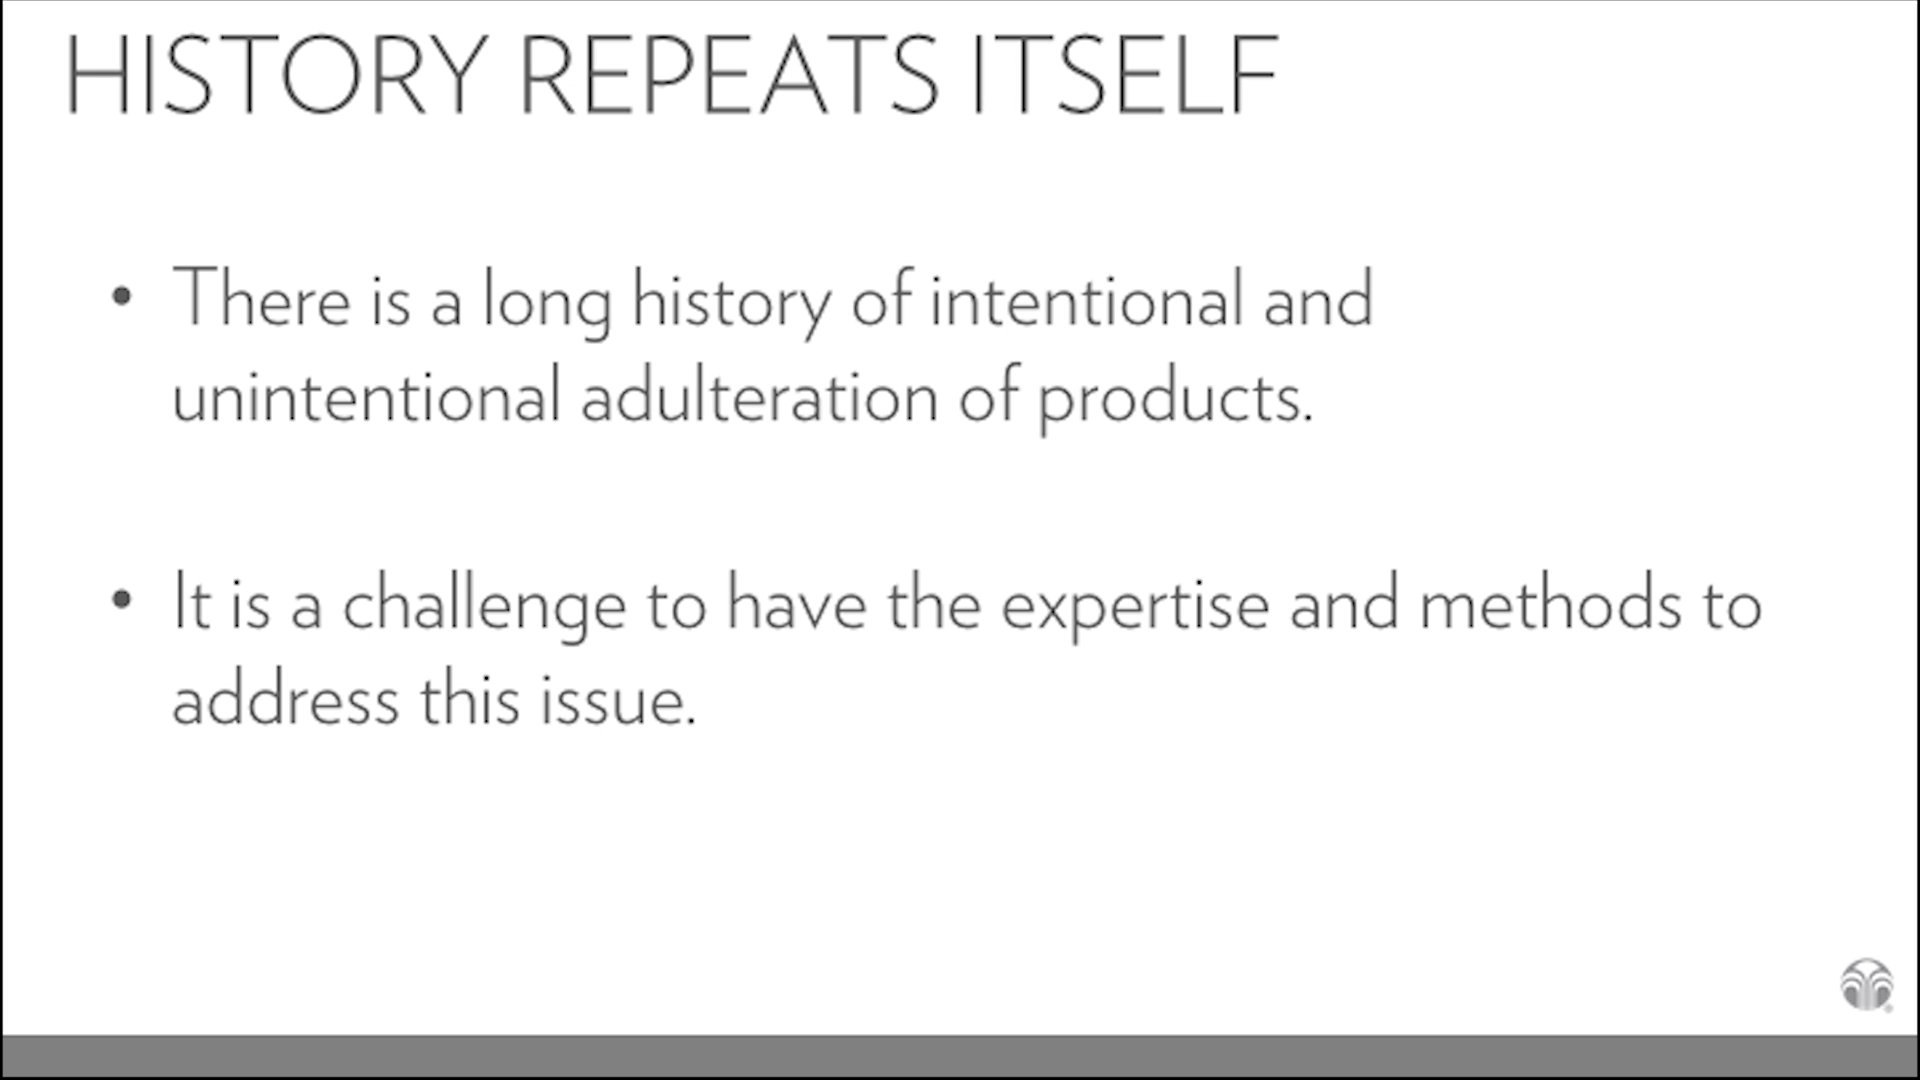 HISTORY REPEATS ITSELF
• There is a long history of intentional and
unintentional adulteration of products.
• It is a challenge to have the expertise and methods to
address this issue.